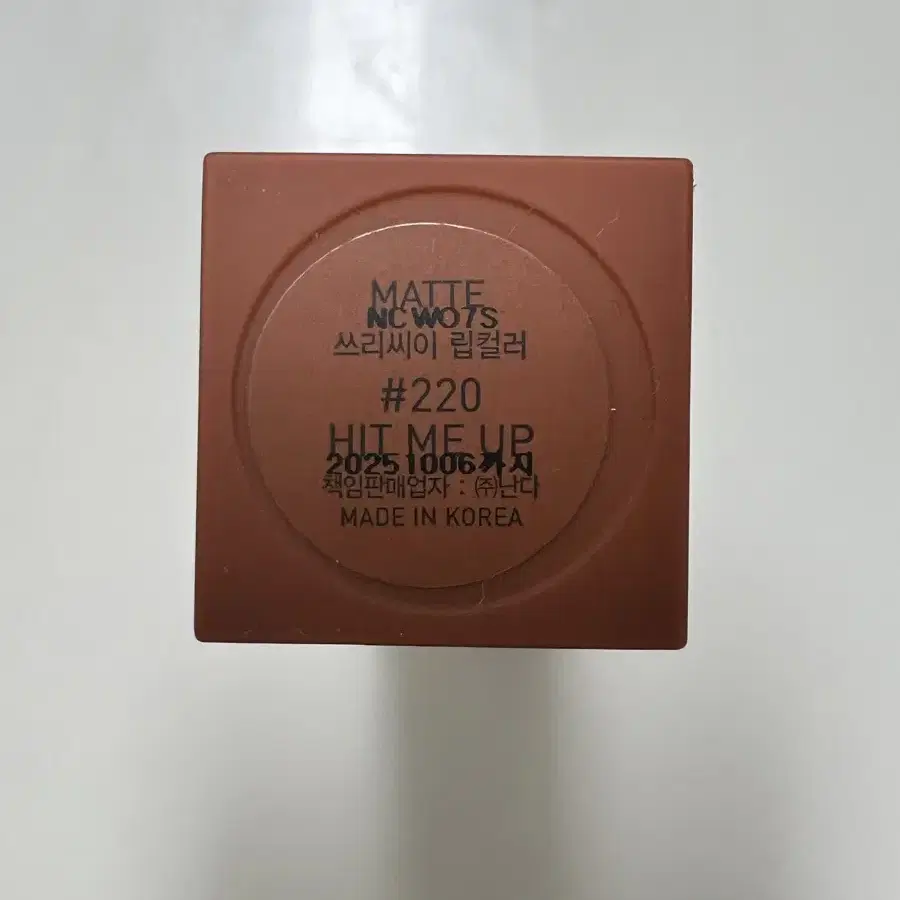 MATTE
NCWO7S
쓰리씨이 립컬러
#220
HIT ME UP
20251006까지
책임판매업자 : ㈜난다
MADE IN KOREA